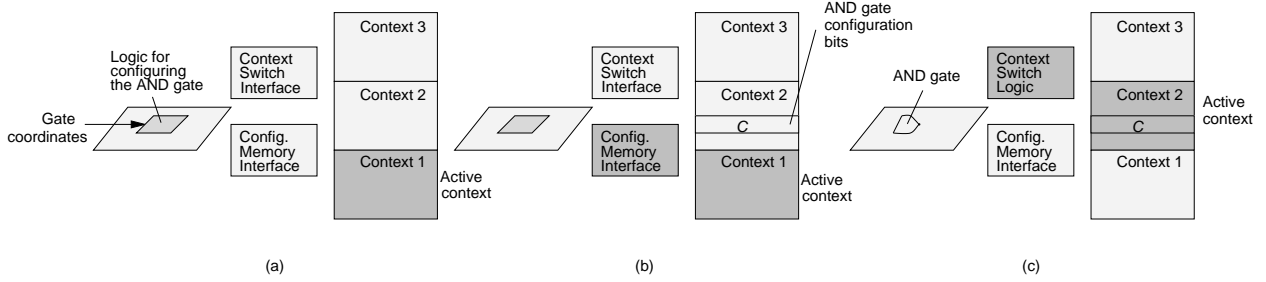 Logic for
configuring
the AND gate
Gate
coordinates
Context
Switch
Interface
Config.
Memory
Interface
Context 3
Context 2
Context 1
Active
context
(a)
Context
Switch
Interface
Config.
Memory
Interface
Context 3
Context 2
C
Context 1
AND gate
configuration
bits
Active
context
(b)
AND gate
Context
Switch
Logic
Config.
Memory
Interface
Context 3
Context 2
C
Context 1
Active
context
(c)